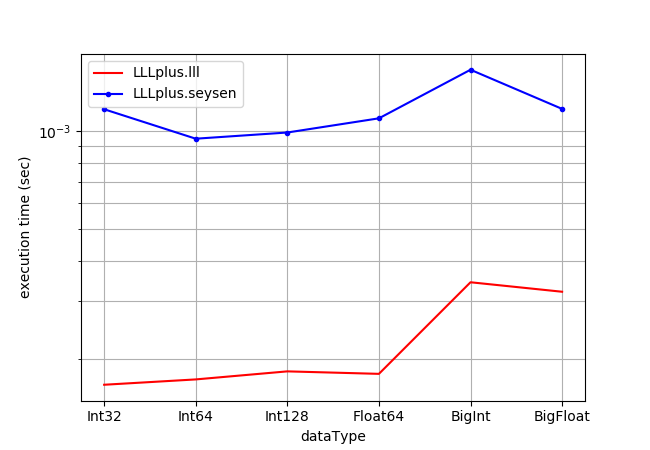 LLLplus.lll
LLLplus.seysen
10⁻³
execution time (sec)
Int32 Int64 Int128 Float64 BigInt BigFloat
dataType